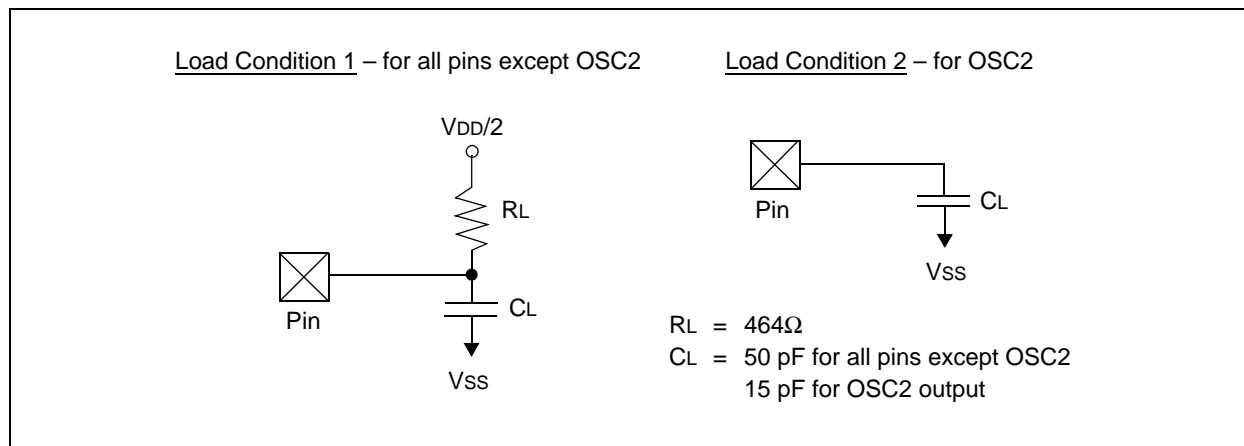 Load Condition 1 – for all pins except OSC2
VDD/2
RL
Pin
CL
VSS
Load Condition 2 – for OSC2
Pin
CL
VSS
RL = 464Ω
CL = 50 pF for all pins except OSC2
15 pF for OSC2 output